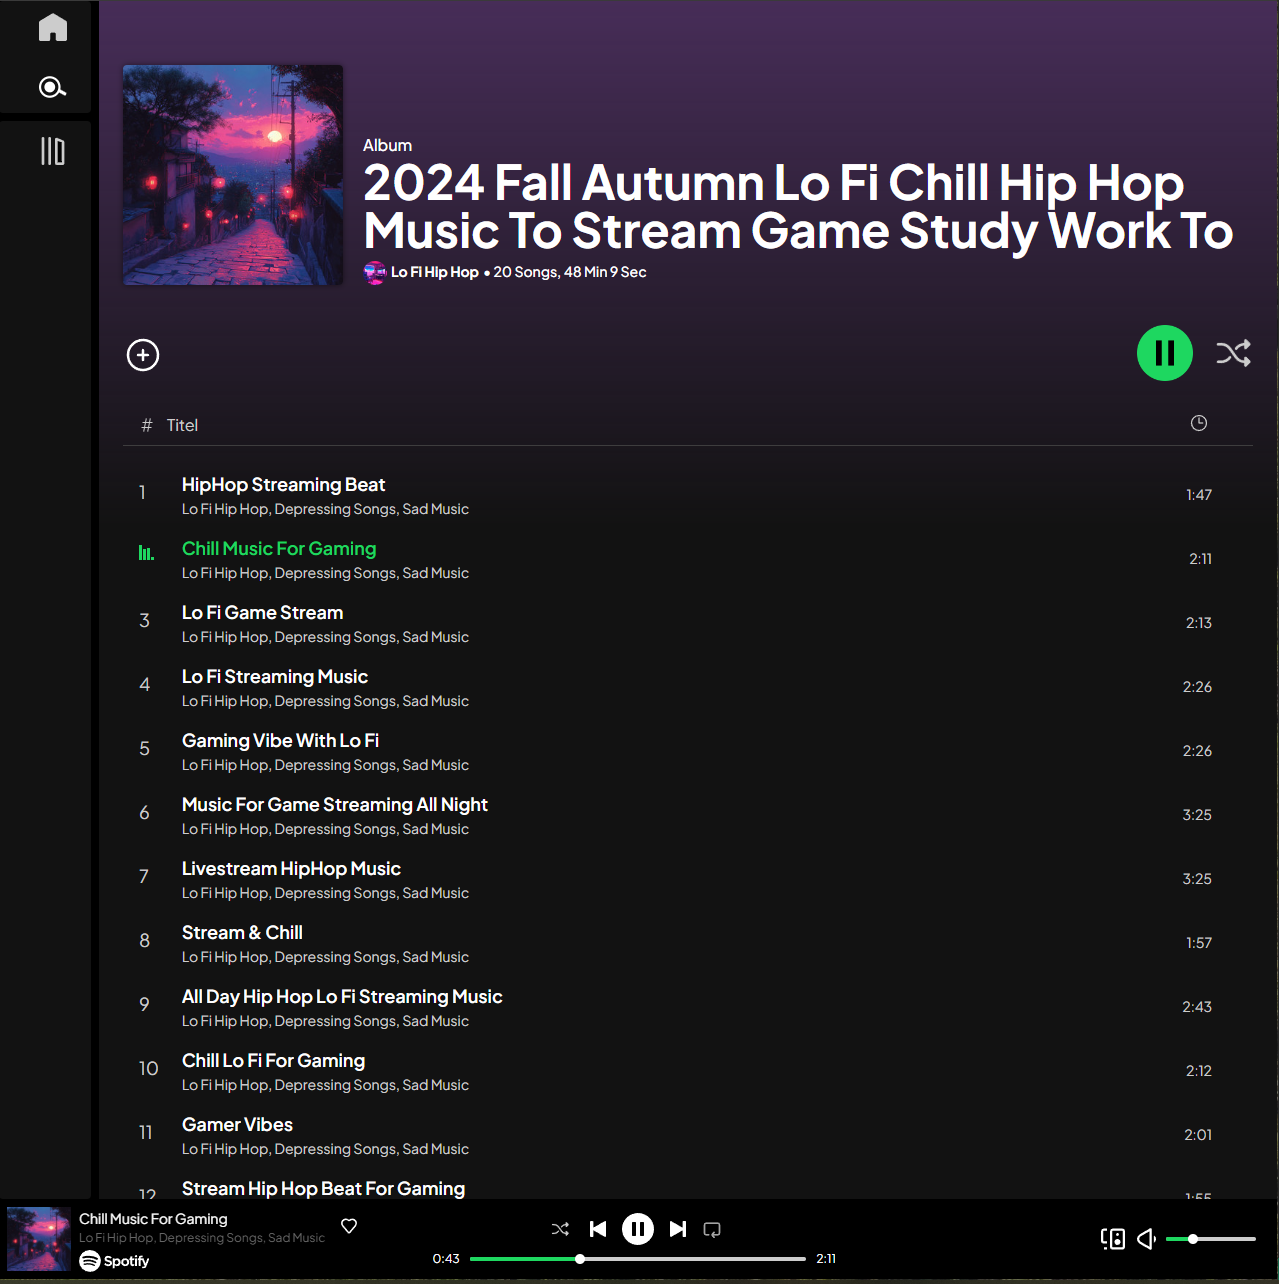 Album
2024 Fall Autumn Lo Fi Chill Hip Hop
Music To Stream Game Study Work To
Lo Fi Hip Hop • 20 Songs, 48 Min 9 Sec
# Titel
1 HipHop Streaming Beat
Lo Fi Hip Hop, Depressing Songs, Sad Music
1:47
Chill Music For Gaming
Lo Fi Hip Hop, Depressing Songs, Sad Music
2:11
3 Lo Fi Game Stream
Lo Fi Hip Hop, Depressing Songs, Sad Music
2:13
4 Lo Fi Streaming Music
Lo Fi Hip Hop, Depressing Songs, Sad Music
2:26
5 Gaming Vibe With Lo Fi
Lo Fi Hip Hop, Depressing Songs, Sad Music
2:26
6 Music For Game Streaming All Night
Lo Fi Hip Hop, Depressing Songs, Sad Music
3:25
7 Livestream HipHop Music
Lo Fi Hip Hop, Depressing Songs, Sad Music
3:25
8 Stream & Chill
Lo Fi Hip Hop, Depressing Songs, Sad Music
1:57
9 All Day Hip Hop Lo Fi Streaming Music
Lo Fi Hip Hop, Depressing Songs, Sad Music
2:43
10 Chill Lo Fi For Gaming
Lo Fi Hip Hop, Depressing Songs, Sad Music
2:12
11 Gamer Vibes
Lo Fi Hip Hop, Depressing Songs, Sad Music
2:01
12 Stream Hip Hop Beat For Gaming
1:55
Chill Music For Gaming
Lo Fi Hip Hop, Depressing Songs, Sad Music
Spotify
0:43 2:11